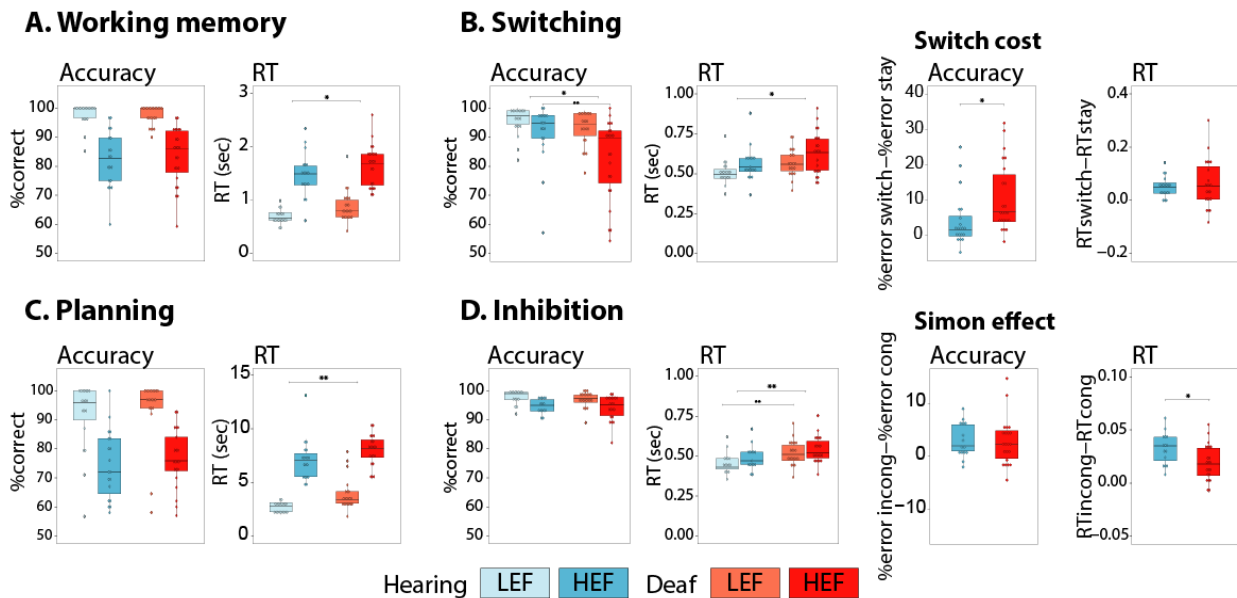 A. Working memory
Accuracy
RT
%correct
100
90
80
70
60
50
RT (sec)
3
2
1
0
*
B. Switching
Accuracy
RT
%correct
100
90
80
70
60
50
*
**
RT (sec)
1.00
0.75
0.50
0.25
0.00
*
Switch cost
Accuracy
RT
%error switch−%error stay
40
30
20
10
0
*
RTswitch−RTstay
0.4
0.2
0.0
−0.2
C. Planning
Accuracy
RT
%correct
100
90
80
70
60
50
RT (sec)
15
10
5
0
**
D. Inhibition
Accuracy
RT
%correct
100
90
80
70
60
50
RT (sec)
1.00
0.75
0.50
0.25
0.00
**
**
Simon effect
Accuracy
RT
%error incong−%error cong
10
0
−10
RTincong−RTcong
0.10
0.05
0.00
−0.05
*
Hearing LEF HEF Deaf LEF HEF